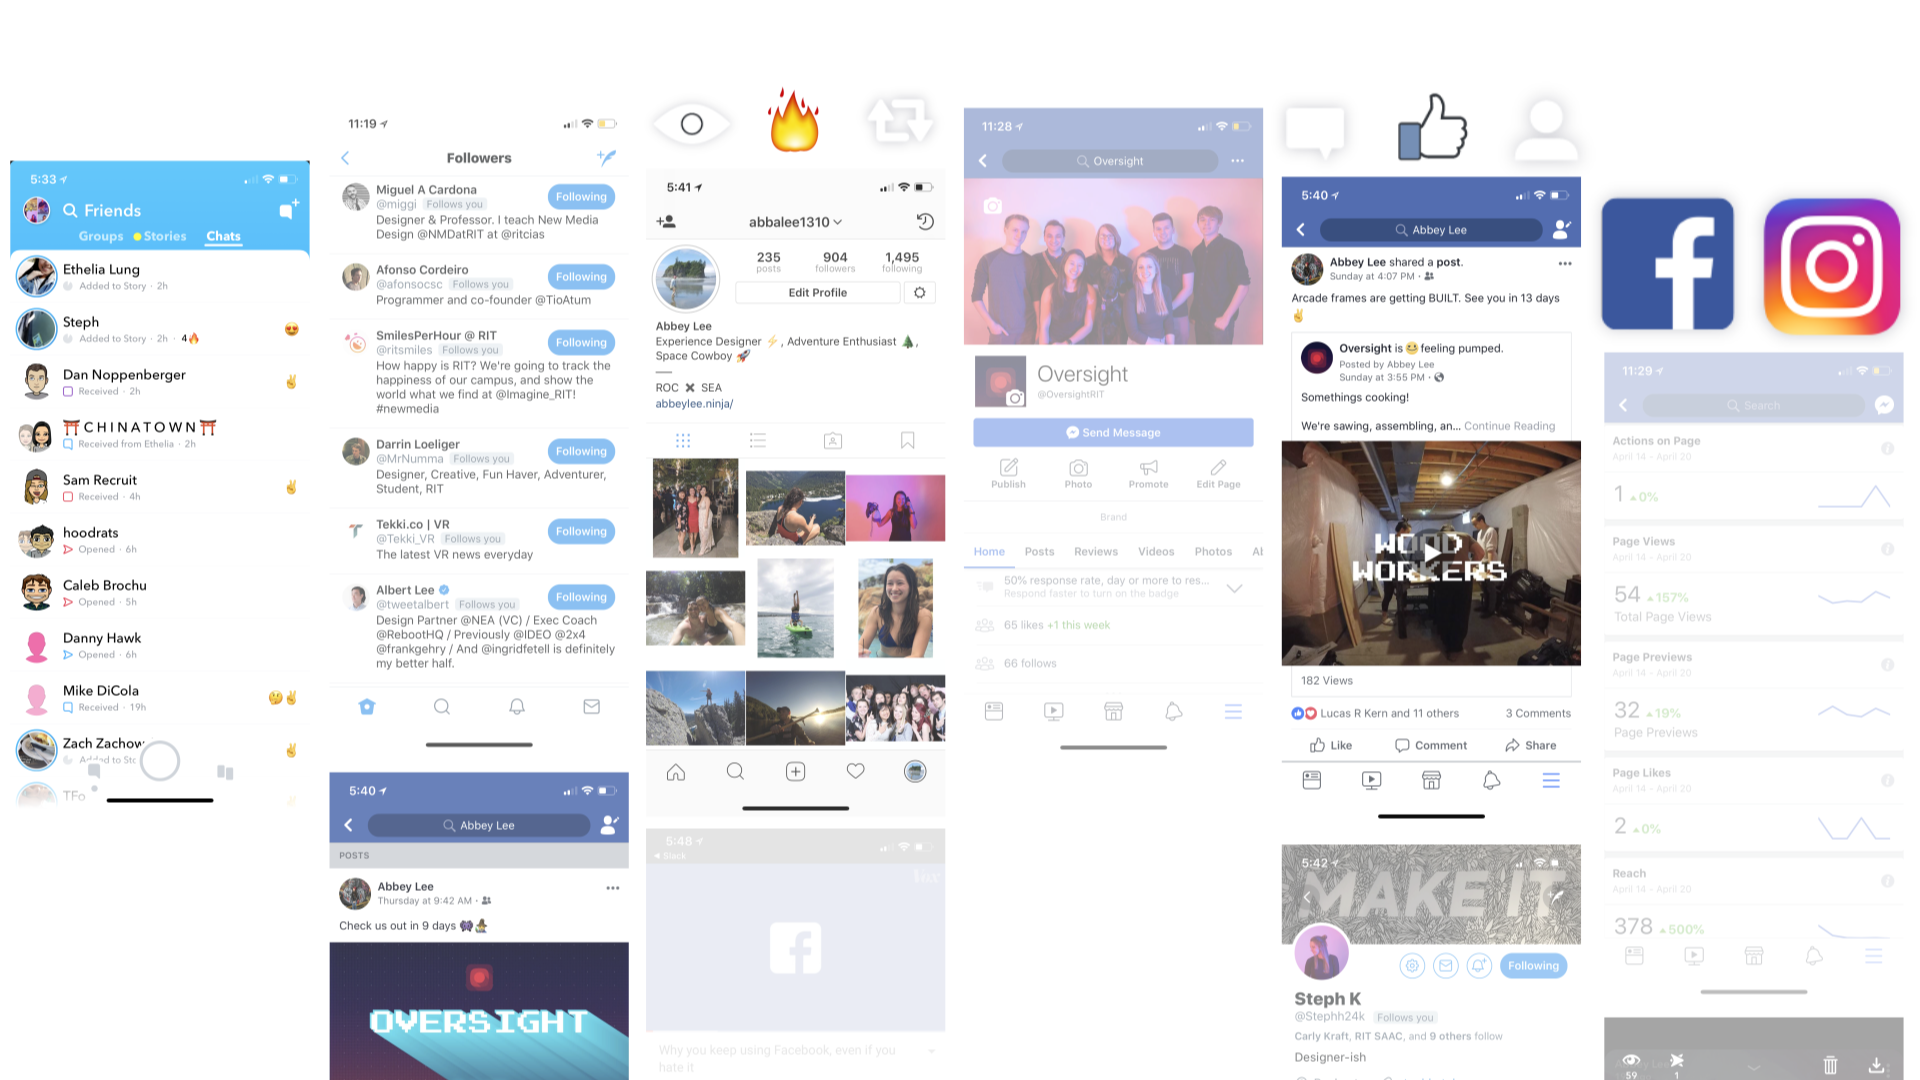 5:33
Friends
Groups Stories Chats
Ethelia Lung
Added to Story · 2h
Steph
Added to Story · 2h · 4🔥
Dan Noppenberger
Received · 2h
⛩CHINATOWN⛩
Received from Ethelia · 2h
Sam Recruit
Received · 4h
hoodrats
Opened · 6h
Caleb Brochu
Opened · 5h
Danny Hawk
Opened · 6h
Mike DiCola
Received · 19h
Zach Zachow
Added to Stc
TFo
11:19
Followers
Miguel A Cardona
@miggi Follows you
Following
Designer & Professor. I teach New Media
Design @NMDatRIT at @ritcias
Afonso Cordeiro
@afonsocsc Follows you
Following
Programmer and co-founder @TioAtum
SmilesPerHour @ RIT
@ritsmiles Follows you
Following
How happy is RIT? We're going to track the
happiness of our campus, and show the
world what we find at @Imagine_RIT!
#newmedia
Darrin Loeliger
@MrNumma Follows you
Following
Designer, Creative, Fun Haver, Adventurer,
Student, RIT
Tekki.co | VR
@Tekki_VR Follows you
Following
The latest VR news everyday
Albert Lee
@tweetalbert Follows you
Following
Design Partner @NEA (VC) / Exec Coach
@RebootHQ / Previously @IDEO @2x4
@frankgehry / And @ingridfetell is definitely
my better half.
5:40
Abbey Lee
POSTS
Abbey Lee
Thursday at 9:42 AM ·
Check us out in 9 days
OVERSIGHT
5:41
abbalee1310
235 904 1,495
posts followers following
Edit Profile
Abbey Lee
Experience Designer ⚡, Adventure Enthusiast 🌲,
Space Cowboy 🚀
—
ROC ✖ SEA
abbeylee.ninja/
5:48
Slack
Why you keep using Facebook, even if you
hate it
11:28
Oversight
Oversight
@OversightRIT
Send Message
Publish Photo Promote Edit Page
Brand
Home Posts Reviews Videos Photos Al
50% response rate, day or more to res...
Respond faster to turn on the badge
65 likes +1 this week
66 follows
5:40
Abbey Lee
Abbey Lee shared a post.
Sunday at 4:07 PM ·
Arcade frames are getting BUILT. See you in 13 days
✌
Oversight is 😀 feeling pumped.
Posted by Abbey Lee
Sunday at 3:55 PM ·
Somethings cooking!
We're sawing, assembling, an... Continue Reading
WOOD
WORKERS
182 Views
Lucas R Kern and 11 others 3 Comments
Like Comment Share
5:42
MAKE IT
Following
Steph K
@Stephh24k Follows you
Carly Kraft, RIT SAAC, and 9 others follow
Designer-ish
11:29
Search
Actions on Page
April 14 - April 20
1 ▲0%
Page Views
April 14 - April 20
54 ▲157%
Total Page Views
Page Previews
April 14 - April 20
32 ▲19%
Page Previews
Page Likes
April 14 - April 20
2 ▲0%
Reach
April 14 - April 20
378 ▲500%
59 1